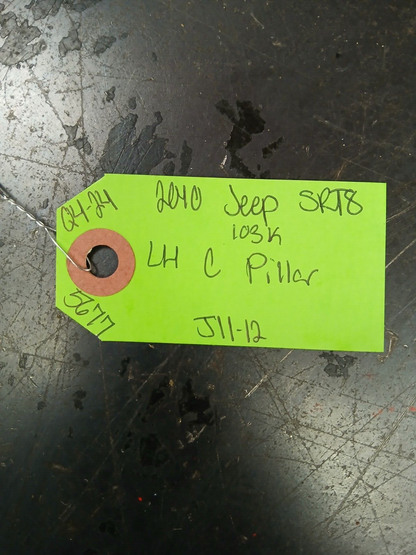 Q4-24
2010 Jeep SRT8
103K
LH C Pillar
5677
J11-12